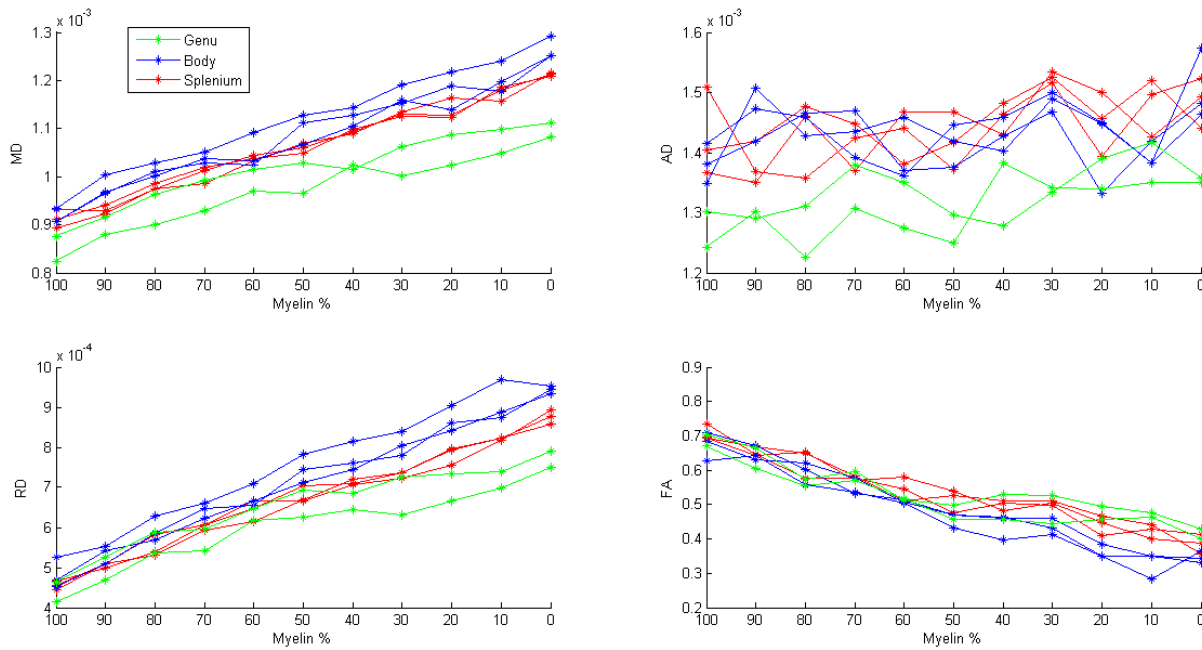 x 10⁻³
1.3
1.2
1.1
1
0.9
0.8
MD
Genu
Body
Splenium
100 90 80 70 60 50 40 30 20 10 0
Myelin %
x 10⁻³
1.6
1.5
1.4
1.3
1.2
AD
100 90 80 70 60 50 40 30 20 10 0
Myelin %
x 10⁻⁴
10
9
8
7
6
5
4
RD
100 90 80 70 60 50 40 30 20 10 0
Myelin %
0.9
0.8
0.7
0.6
0.5
0.4
0.3
0.2
FA
100 90 80 70 60 50 40 30 20 10 0
Myelin %